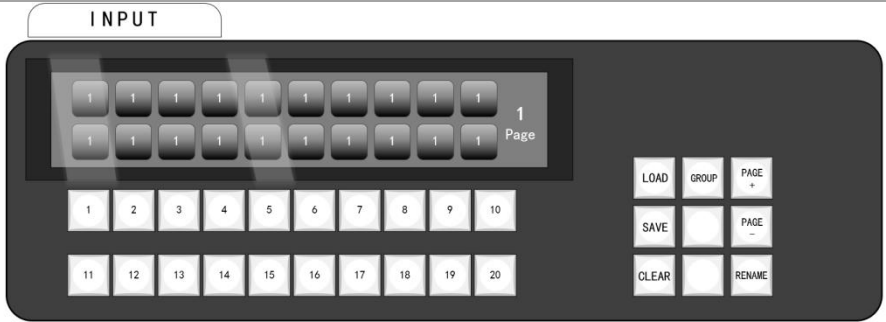 INPUT
1 1 1 1 1 1 1 1 1 1
1 1 1 1 1 1 1 1 1 1
1
Page
1 2 3 4 5 6 7 8 9 10
11 12 13 14 15 16 17 18 19 20
LOAD GROUP PAGE +
SAVE PAGE -
CLEAR RENAME